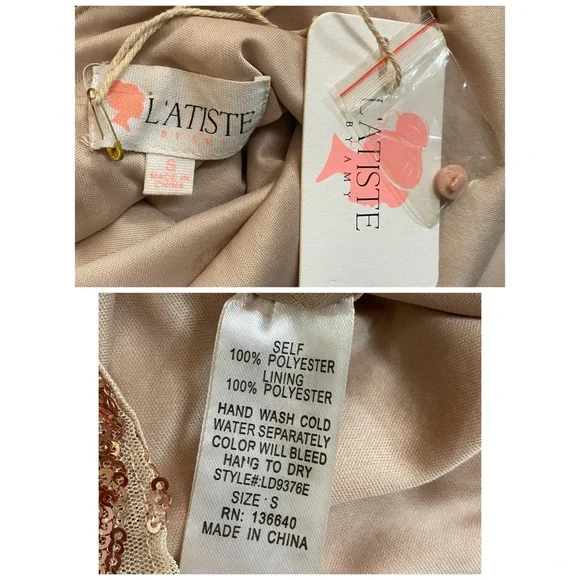 L'ATISTE
BY AMY
S
MADE IN
CHINA
L'ATISTE
BY AMY
SELF
100% POLYESTER
LINING
100% POLYESTER
HAND WASH COLD
WATER SEPARATELY
COLOR WILL BLEED
HANG TO DRY
STYLE#:LD9376E
SIZE : S
RN: 136640
MADE IN CHINA